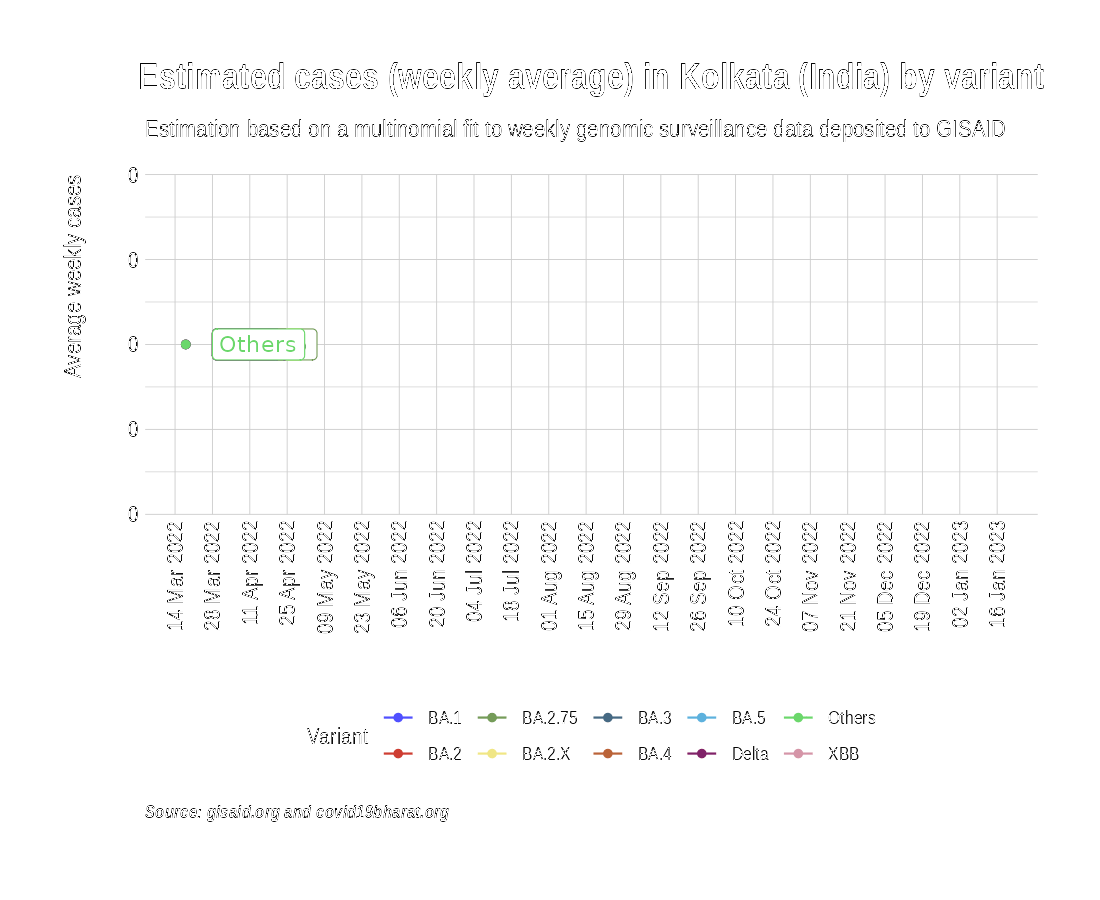 Estimated cases (weekly average) in Kolkata (India) by variant
Estimation based on a multinomial fit to weekly genomic surveillance data deposited to GISAID
Average weekly cases
0
0
0
0
0
Others
14 Mar 2022
28 Mar 2022
11 Apr 2022
25 Apr 2022
09 May 2022
23 May 2022
06 Jun 2022
20 Jun 2022
04 Jul 2022
18 Jul 2022
01 Aug 2022
15 Aug 2022
29 Aug 2022
12 Sep 2022
26 Sep 2022
10 Oct 2022
24 Oct 2022
07 Nov 2022
21 Nov 2022
05 Dec 2022
19 Dec 2022
02 Jan 2023
16 Jan 2023
Variant
BA.1 BA.2.75 BA.3 BA.5 Others
BA.2 BA.2.X BA.4 Delta XBB
Source: gisaid.org and covid19bharat.org